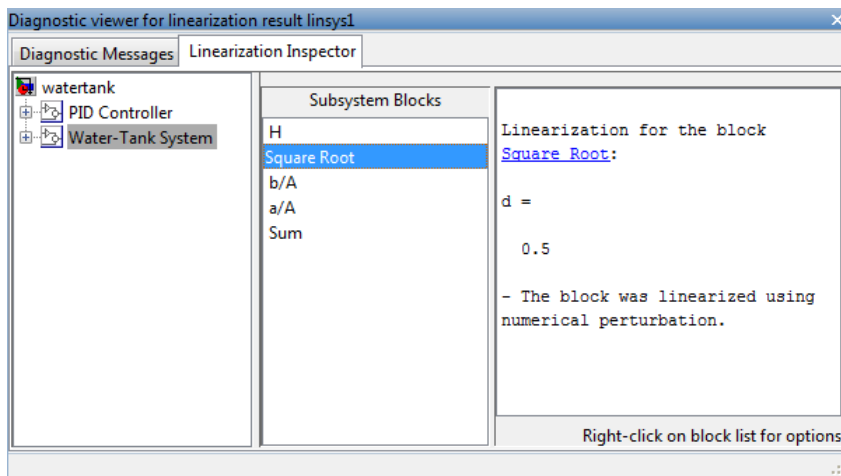 Diagnostic viewer for linearization result linsys1
Diagnostic Messages
Linearization Inspector
watertank
PID Controller
Water-Tank System
Subsystem Blocks
H
Square Root
b/A
a/A
Sum
Linearization for the block
Square Root:
d =
0.5
- The block was linearized using
numerical perturbation.
Right-click on block list for options